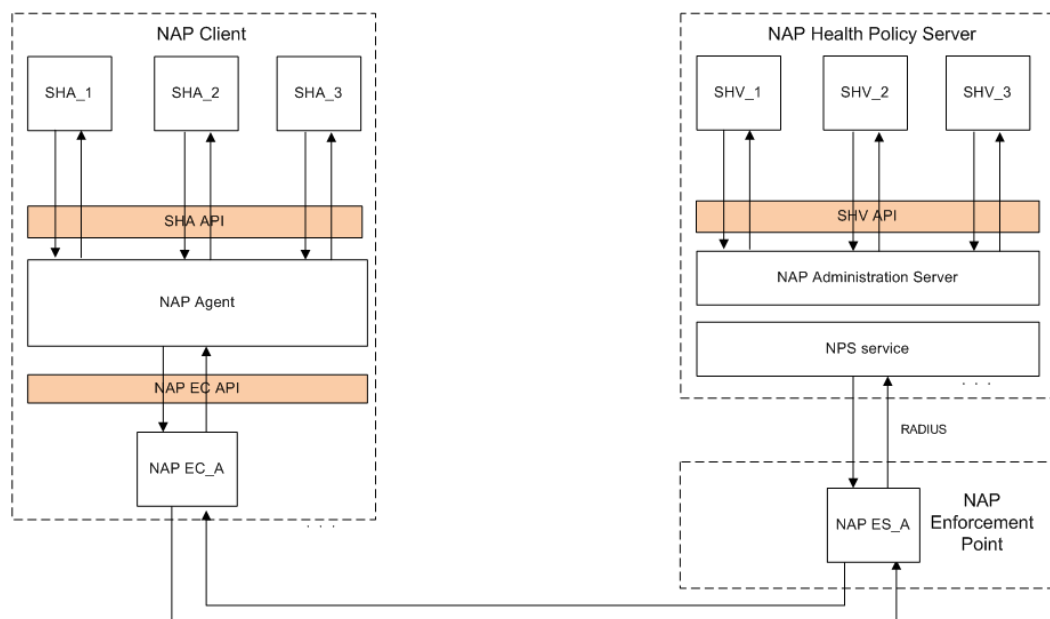 NAP Client
SHA_1
SHA_2
SHA_3
SHA API
NAP Agent
NAP EC API
NAP EC_A
. . .
NAP Health Policy Server
SHV_1
SHV_2
SHV_3
SHV API
NAP Administration Server
NPS service
. . .
RADIUS
NAP ES_A
NAP
Enforcement
Point